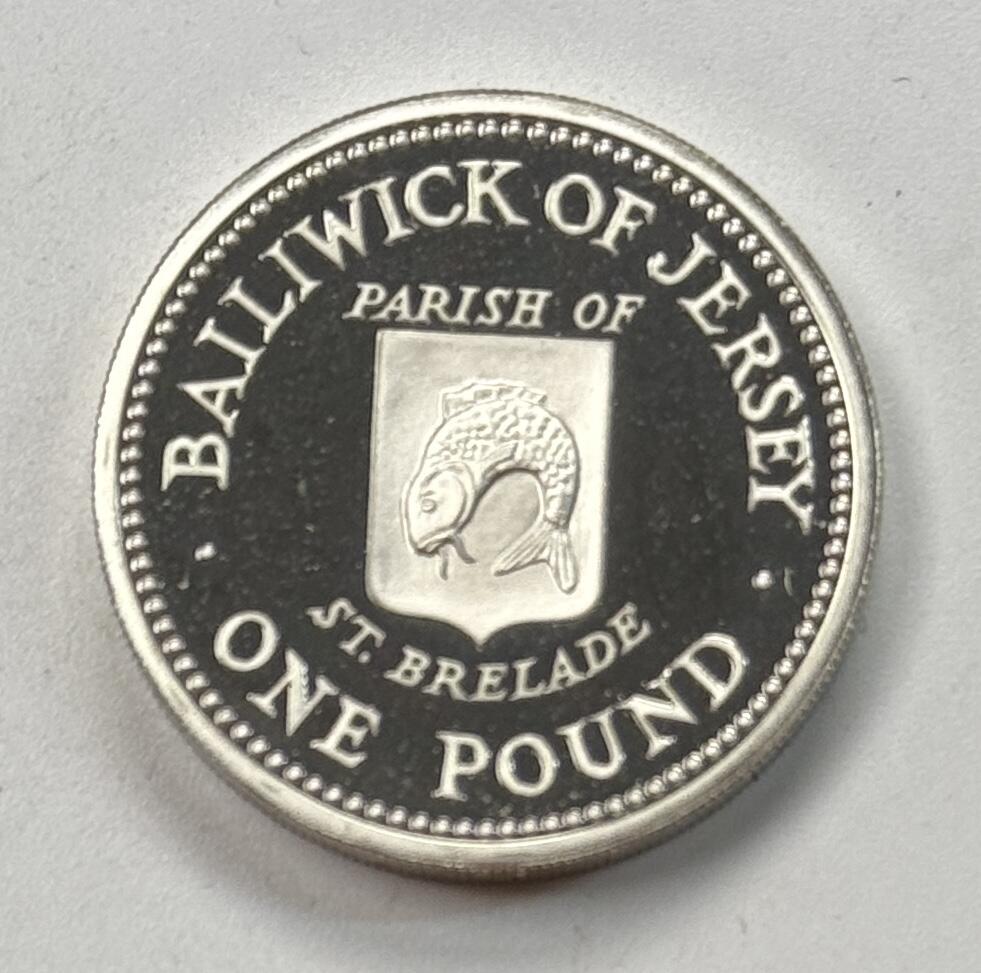 BAILIWICK OF JERSEY
PARISH OF
ST. BRELADE
ONE POUND